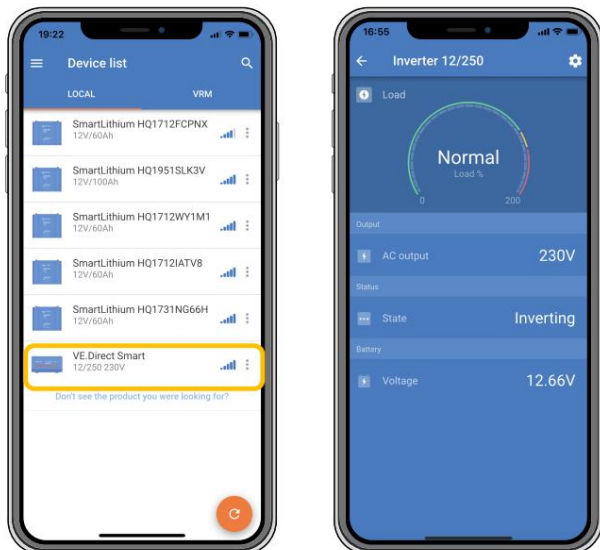 19:22
Device list
LOCAL VRM
SmartLithium HQ1712FCPNX
12V/60Ah
SmartLithium HQ1951SLK3V
12V/100Ah
SmartLithium HQ1712WY1M1
12V/60Ah
SmartLithium HQ1712IATV8
12V/60Ah
SmartLithium HQ1731NG66H
12V/60Ah
VE.Direct Smart
12/250 230V
Don't see the product you were looking for?
16:55
Inverter 12/250
Load
Normal
Load %
0 200
Output
AC output 230V
Status
State Inverting
Battery
Voltage 12.66V